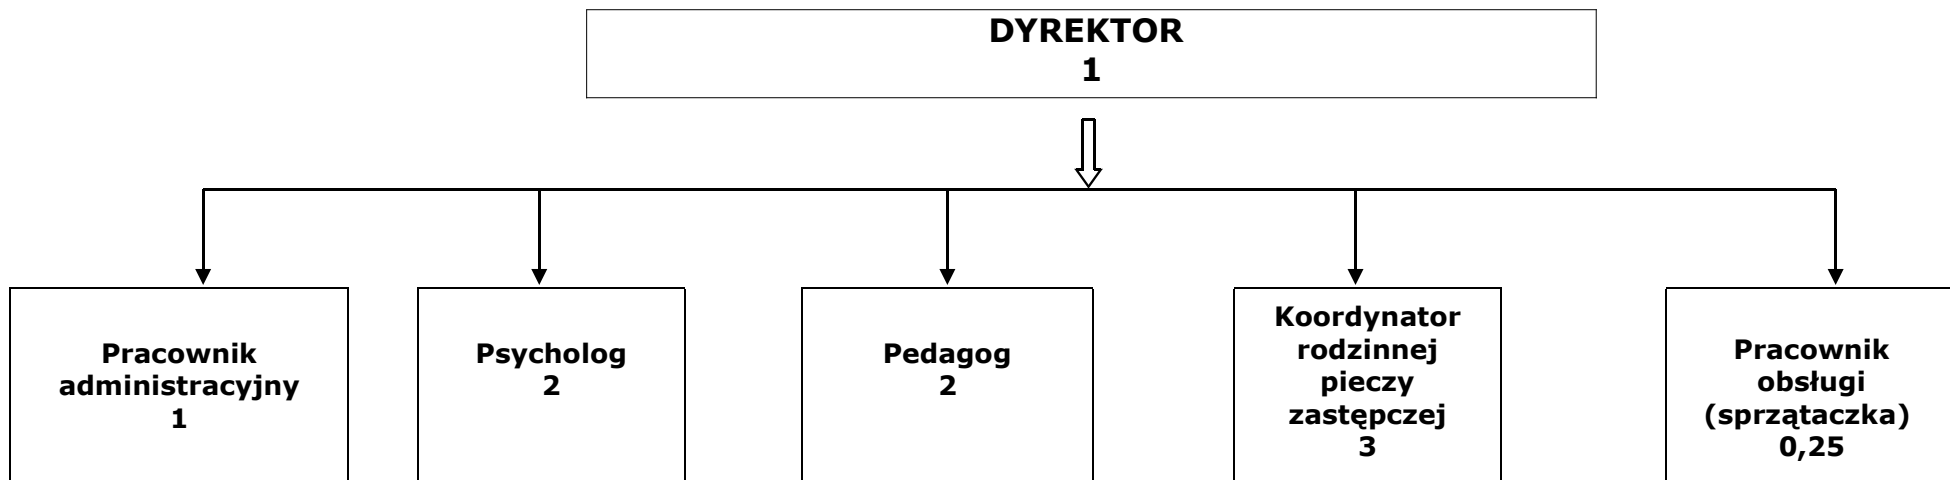 DYREKTOR
1
Pracownik
administracyjny
1
Psycholog
2
Pedagog
2
Koordynator
rodzinnej
pieczy
zastępczej
3
Pracownik
obsługi
(sprzątaczka)
0,25